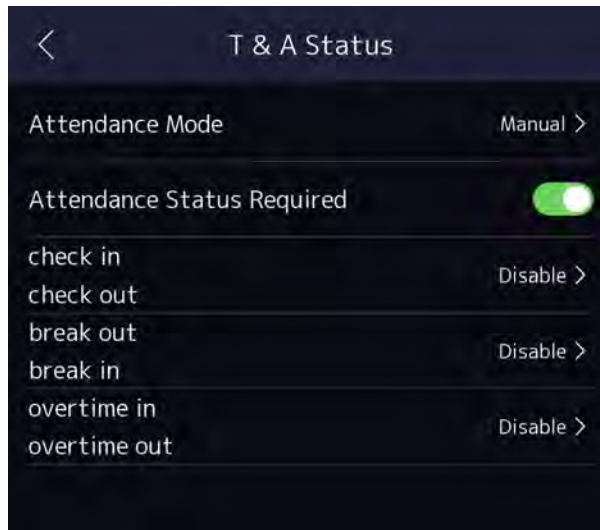 T & A Status
Attendance Mode Manual
Attendance Status Required
check in
check out
Disable
break out
break in
Disable
overtime in
overtime out
Disable